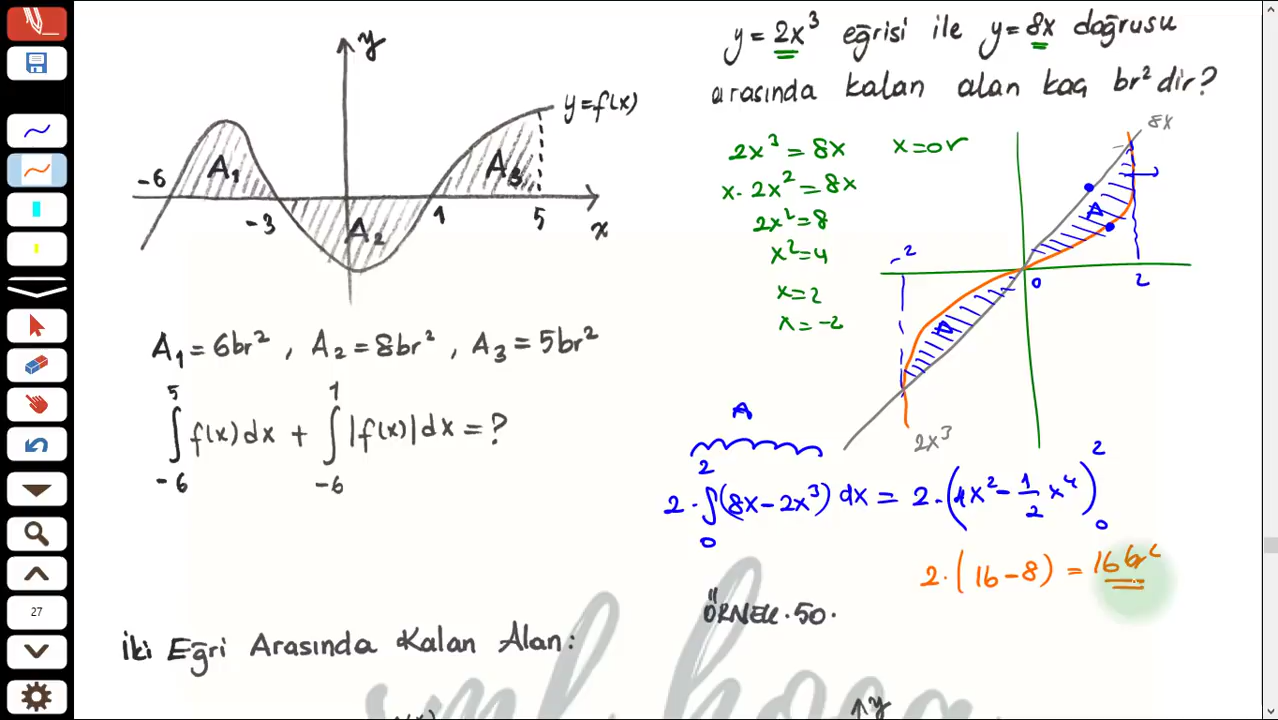 y
y=f(x)
-6
A₁
-3
A₂
1
A₃
5
x
A₁=6br² , A₂=8br² , A₃=5br²
5
∫ f(x)dx + ∫ |f(x)|dx = ?
1
-6
-6
İki Eğri Arasında Kalan Alan:
y = 2x³ eğrisi ile y=8x doğrusu
arasında kalan alan kaç br² dir?
2x³ = 8x
x=0 or
x· 2x² = 8x
2x²=8
x²=4
x=2
x=-2
8x
A
-2
0
2
A
2x³
A
2
2·∫(8x-2x³)dx = 2·(4x²-1/2 x⁴)
0
2
0
2·(16-8) = 16br²
ÖRNEK·50·
y
27